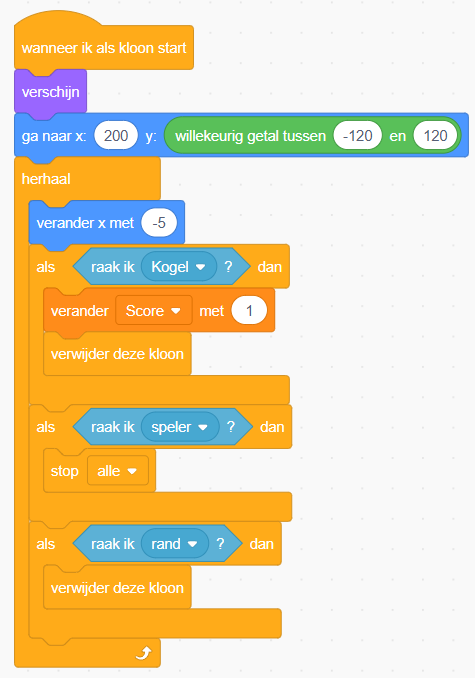 wanneer ik als kloon start
verschijn
ga naar x: 200 y: willekeurig getal tussen -120 en 120
herhaal
verander x met -5
als raak ik Kogel ? dan
verander Score met 1
verwijder deze kloon
als raak ik speler ? dan
stop alle
als raak ik rand ? dan
verwijder deze kloon